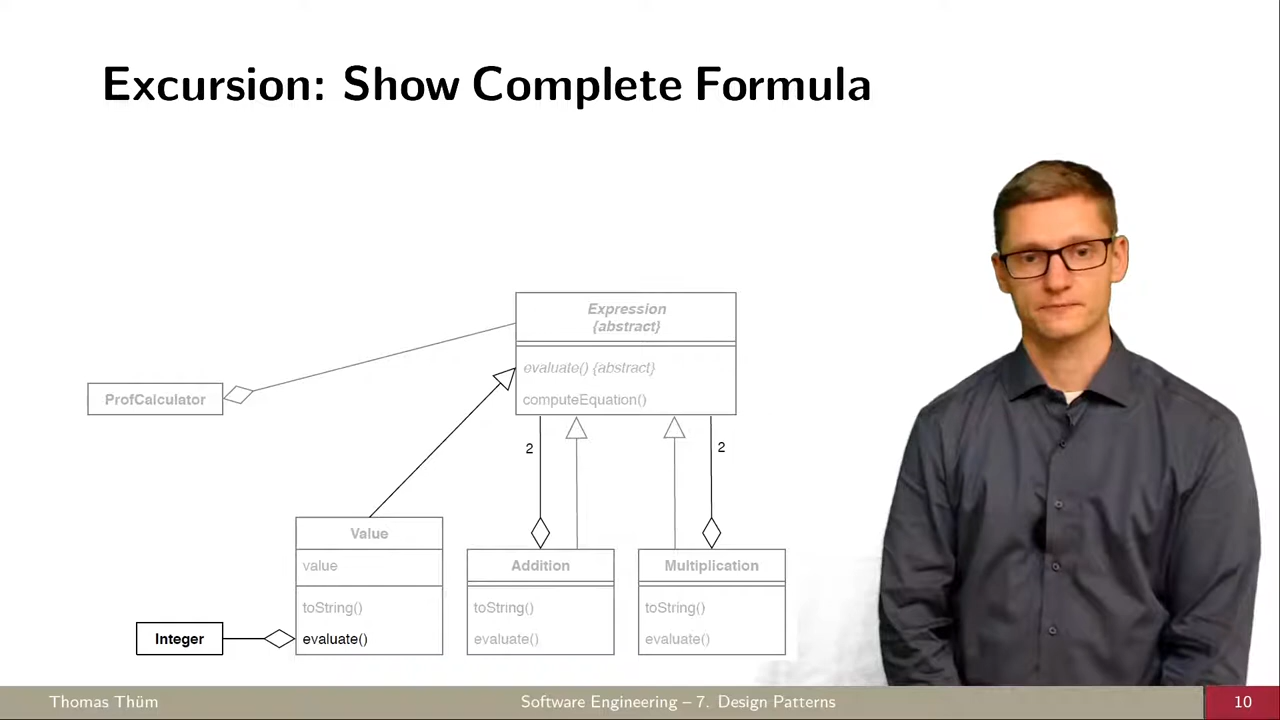 Excursion: Show Complete Formula
Expression
{abstract}
evaluate() {abstract}
computeEquation()
ProfCalculator
2
2
Value
value
toString()
evaluate()
Integer
Addition
toString()
evaluate()
Multiplication
toString()
evaluate()
Thomas Thüm
Software Engineering – 7. Design Patterns
10